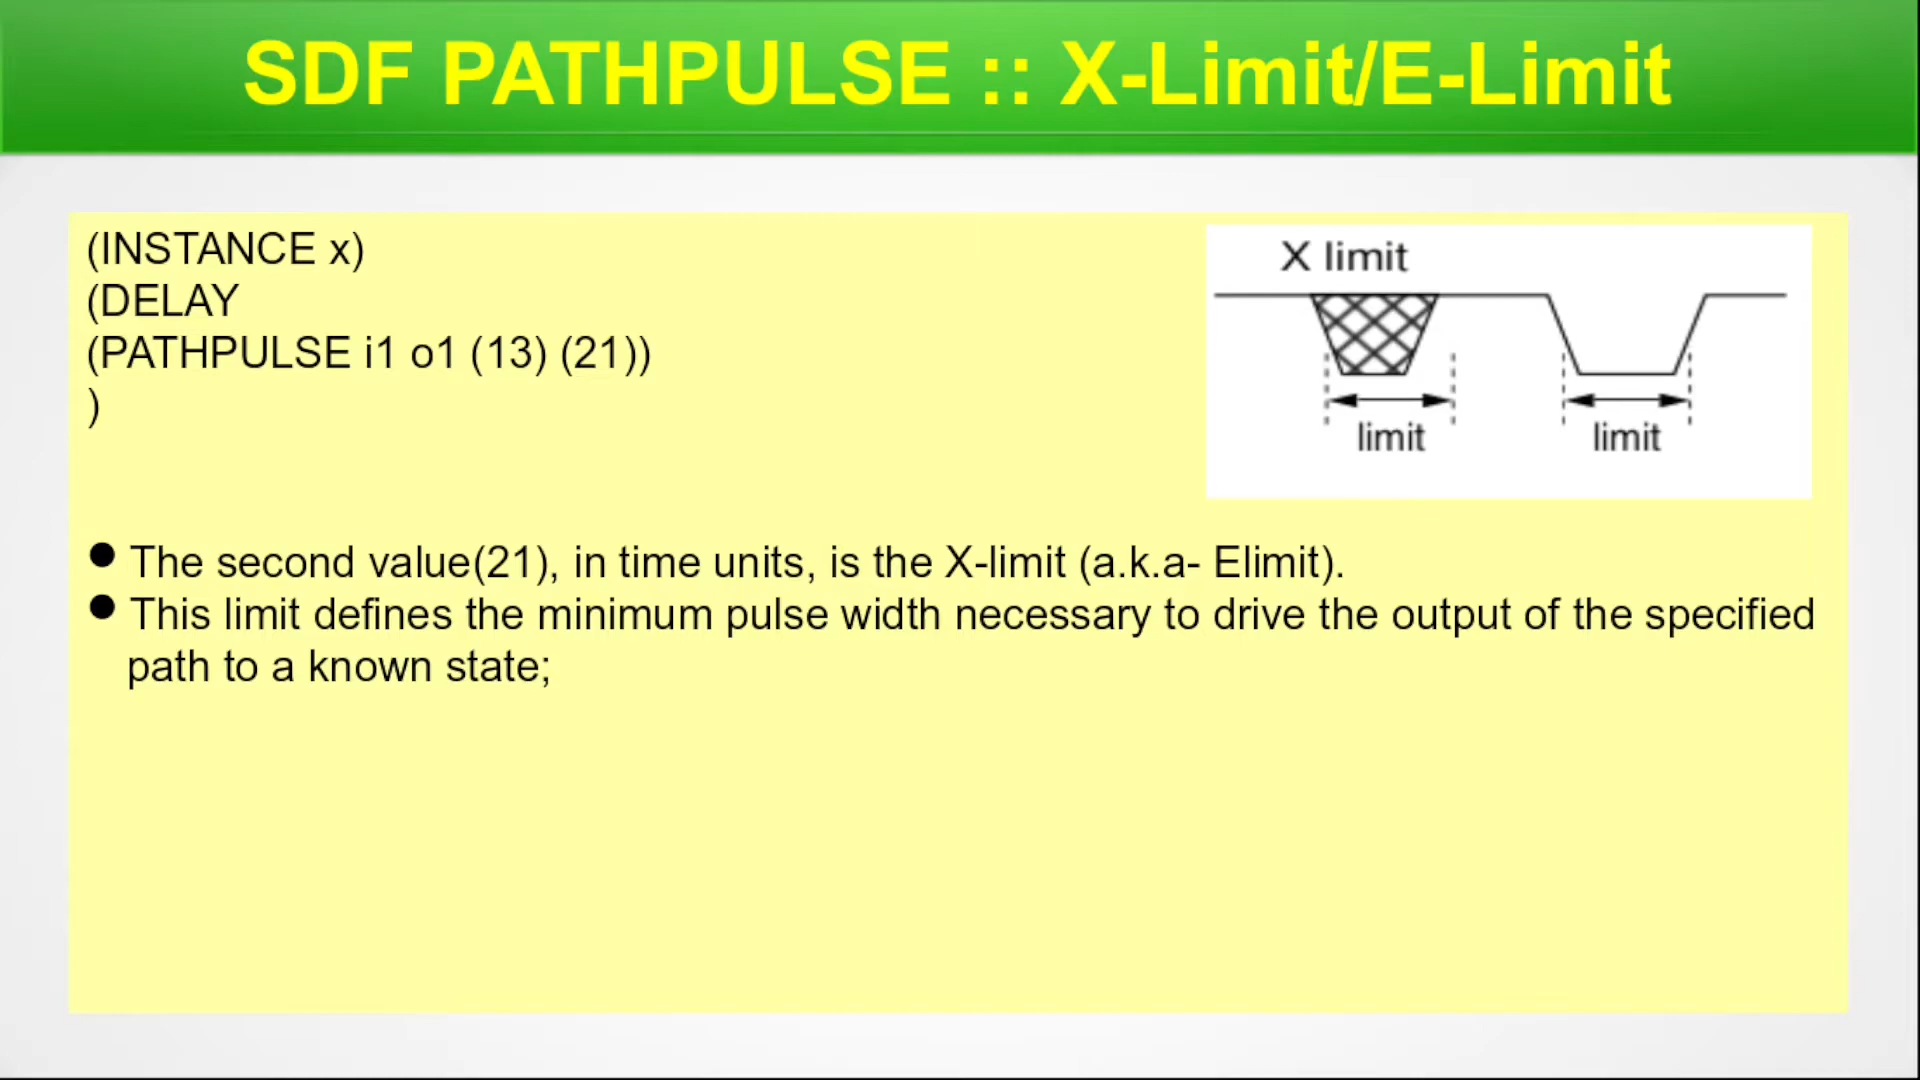 SDF PATHPULSE :: X-Limit/E-Limit
(INSTANCE x)
(DELAY
(PATHPULSE i1 o1 (13) (21))
)
X limit
limit limit
● The second value(21), in time units, is the X-limit (a.k.a- Elimit).
● This limit defines the minimum pulse width necessary to drive the output of the specified
path to a known state;